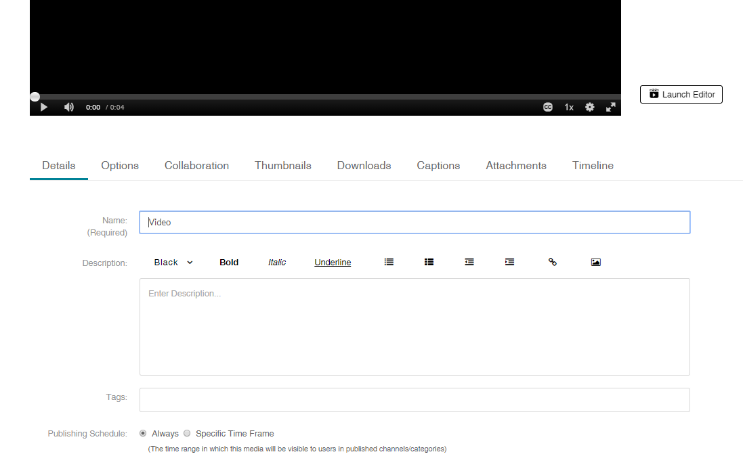 0:00 / 0:04
CC
1x
Launch Editor
Details Options Collaboration Thumbnails Downloads Captions Attachments Timeline
Name: Video
(Required)
Description: Black Bold Italic Underline
Enter Description...
Tags:
Publishing Schedule: Always Specific Time Frame
(The time range in which this media will be visible to users in published channels/categories)